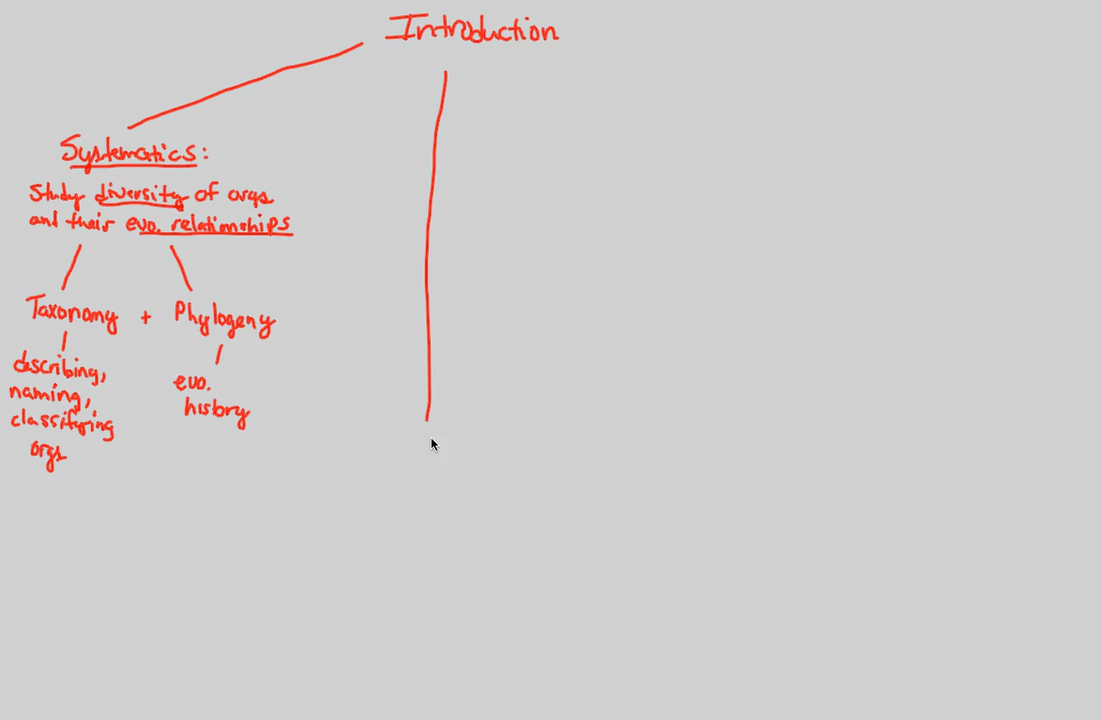 Introduction
Systematics:
Study diversity of orgs
and their evo. relationships
Taxonomy + Phylogeny
describing,
naming,
classifying
orgs
evo.
history